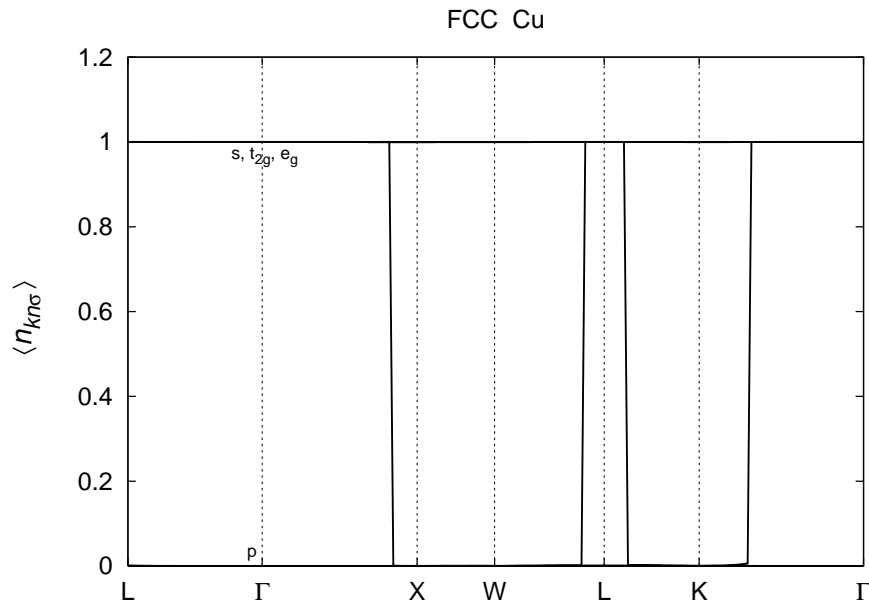 FCC Cu
1.2
1
s, t2g, eg
0.8
0.6
⟨nknσ⟩
0.4
0.2
p
0
L Γ X W L K Γ